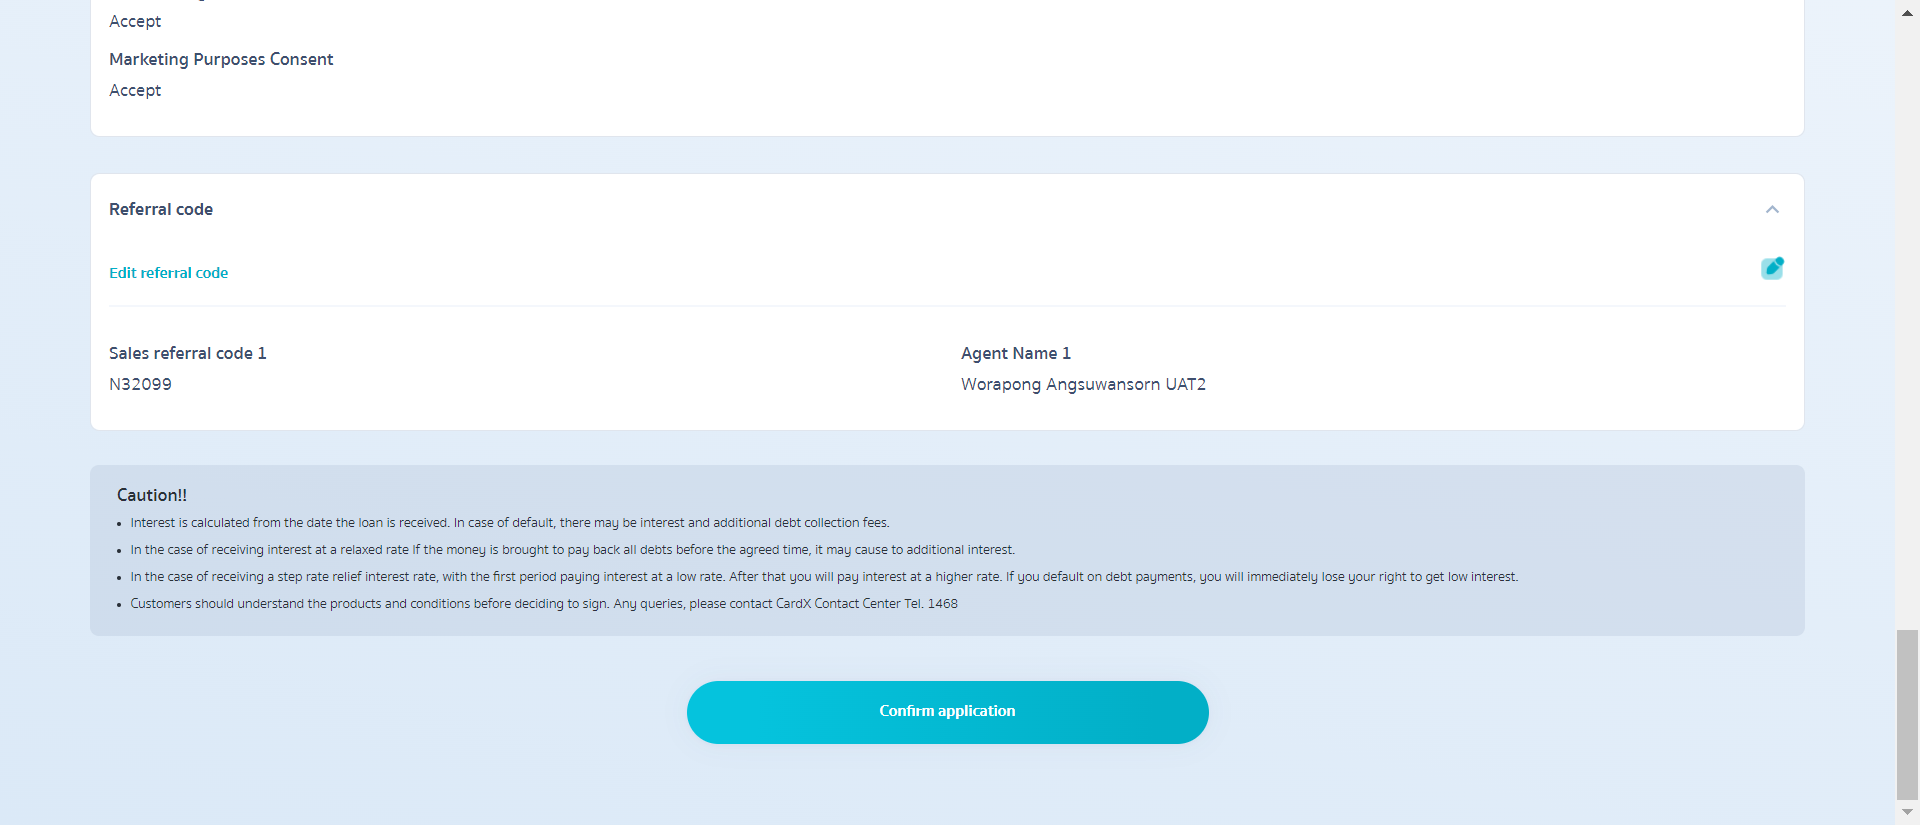 Accept
Marketing Purposes Consent
Accept
Referral code
Edit referral code
Sales referral code 1
Agent Name 1
N32099
Worapong Angsuwansorn UAT2
Caution!!
• Interest is calculated from the date the loan is received. In case of default, there may be interest and additional debt collection fees.
• In the case of receiving interest at a relaxed rate If the money is brought to pay back all debts before the agreed time, it may cause to additional interest.
• In the case of receiving a step rate relief interest rate, with the first period paying interest at a low rate. After that you will pay interest at a higher rate. If you default on debt payments, you will immediately lose your right to get low interest.
• Customers should understand the products and conditions before deciding to sign. Any queries, please contact CardX Contact Center Tel. 1468
Confirm application